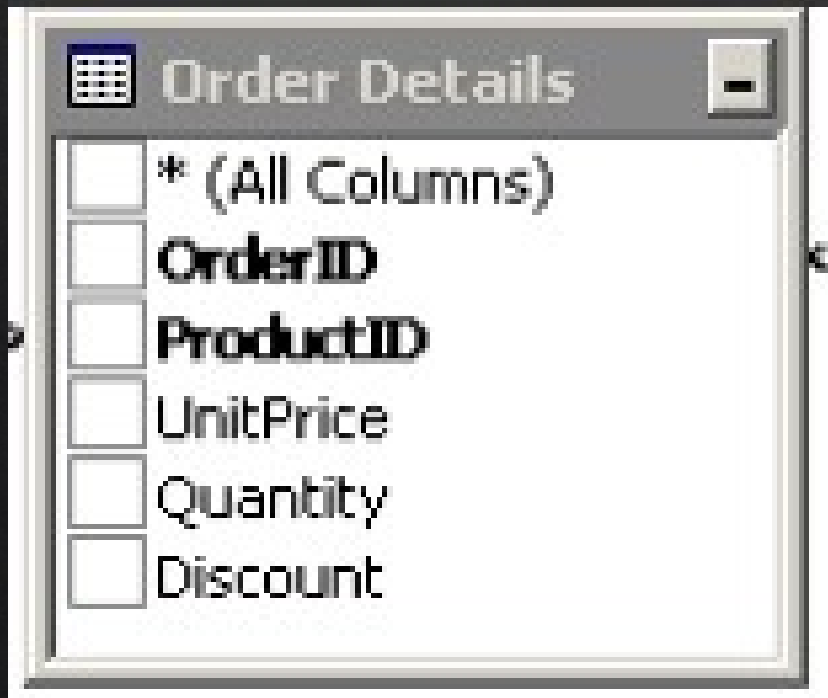 Order Details
* (All Columns)
OrderID
ProductID
UnitPrice
Quantity
Discount